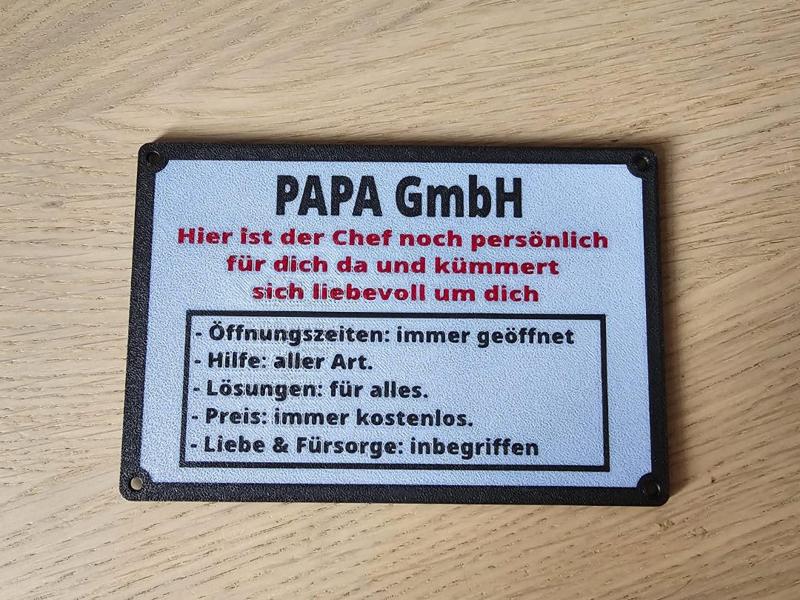 PAPA GmbH
Hier ist der Chef noch persönlich
für dich da und kümmert
sich liebevoll um dich
- Öffnungszeiten: immer geöffnet
- Hilfe: aller Art.
- Lösungen: für alles.
- Preis: immer kostenlos.
- Liebe & Fürsorge: inbegriffen